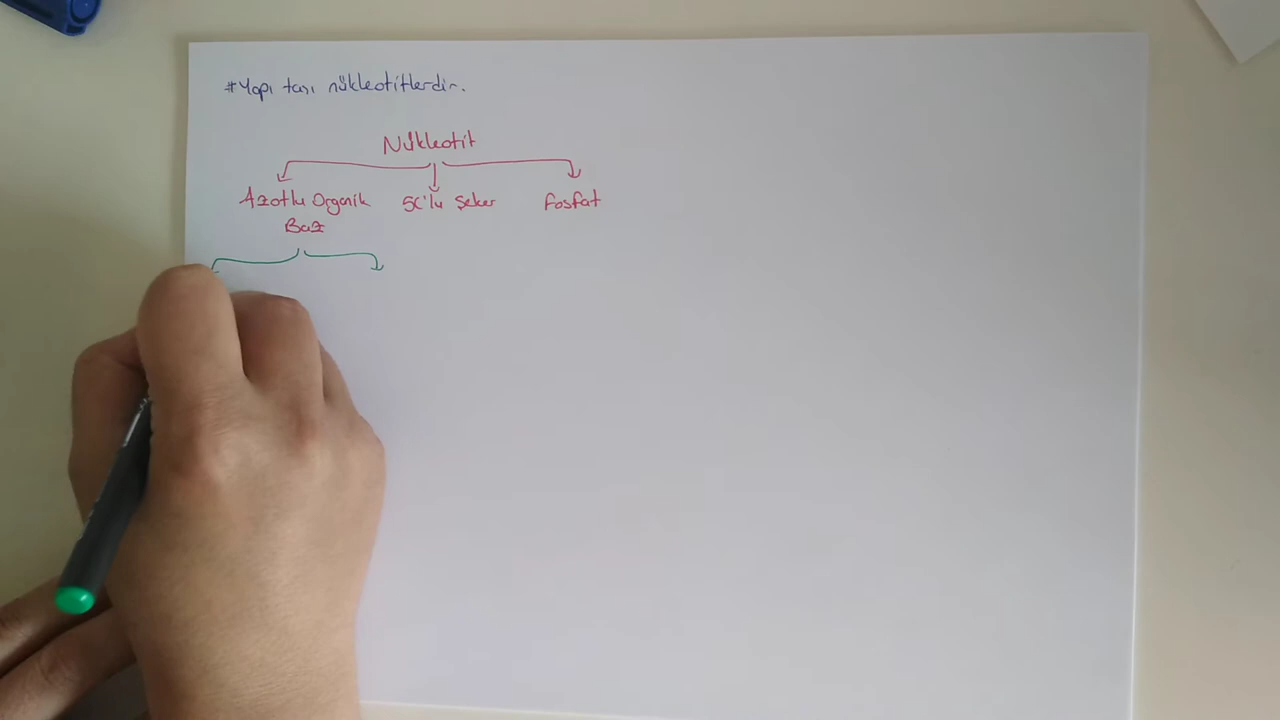 #Yapı taşı nükleotitlerdir.
Nükleotit
Azotlu Organik 5C'lu Şeker Fosfat
Baz